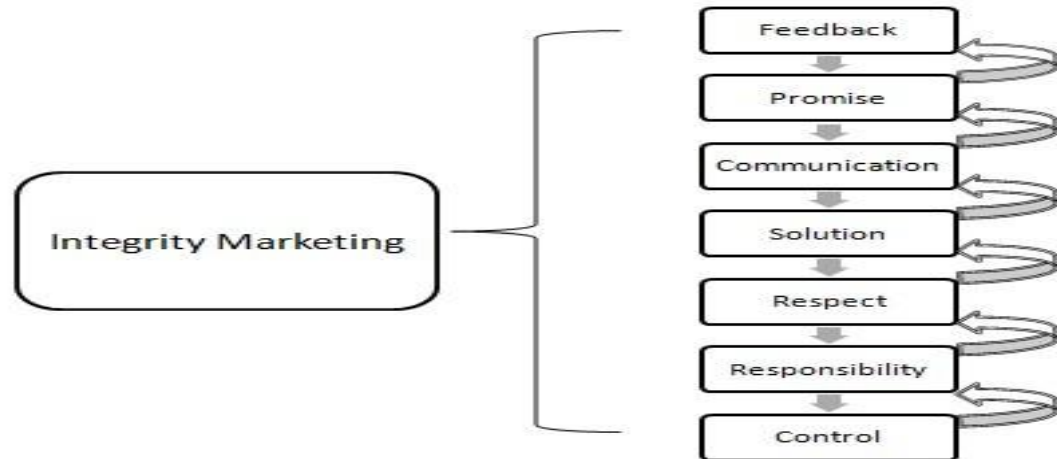 Integrity Marketing
Feedback
Promise
Communication
Solution
Respect
Responsibility
Control